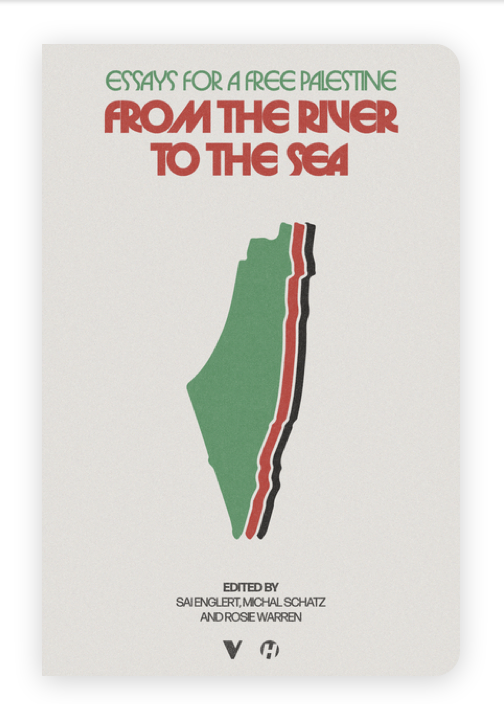 ESSAYS FOR A FREE PALESTINE
FROM THE RIVER
TO THE SEA
EDITED BY
SAI ENGLERT, MICHAL SCHATZ
AND ROSIE WARREN
V H